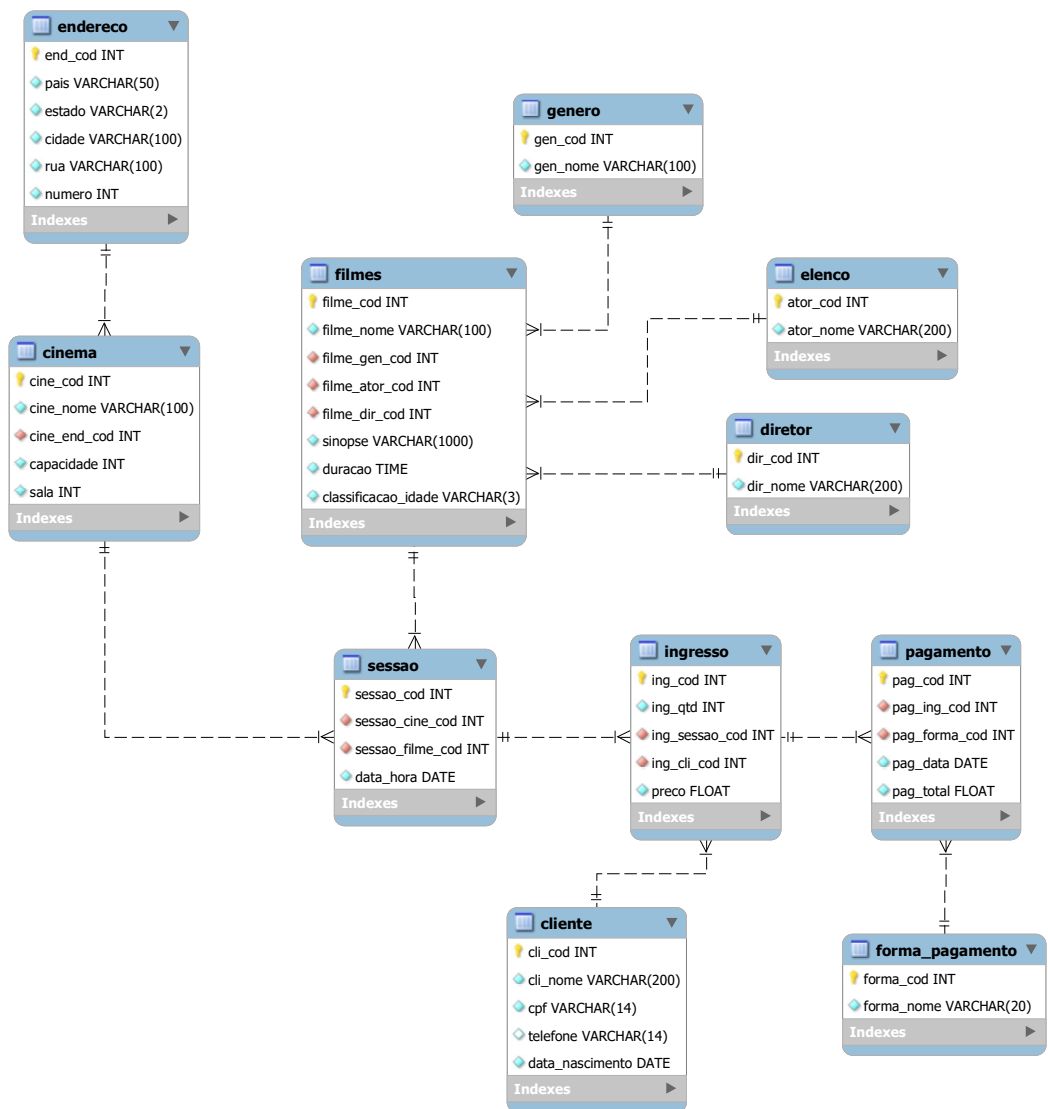 endereco
end_cod INT
pais VARCHAR(50)
estado VARCHAR(2)
cidade VARCHAR(100)
rua VARCHAR(100)
numero INT
Indexes
genero
gen_cod INT
gen_nome VARCHAR(100)
Indexes
filmes
filme_cod INT
filme_nome VARCHAR(100)
filme_gen_cod INT
filme_ator_cod INT
filme_dir_cod INT
sinopse VARCHAR(1000)
duracao TIME
classificacao_idade VARCHAR(3)
Indexes
elenco
ator_cod INT
ator_nome VARCHAR(200)
Indexes
cinema
cine_cod INT
cine_nome VARCHAR(100)
cine_end_cod INT
capacidade INT
sala INT
Indexes
diretor
dir_cod INT
dir_nome VARCHAR(200)
Indexes
sessao
sessao_cod INT
sessao_cine_cod INT
sessao_filme_cod INT
data_hora DATE
Indexes
ingresso
ing_cod INT
ing_qtd INT
ing_sessao_cod INT
ing_cli_cod INT
preco FLOAT
Indexes
pagamento
pag_cod INT
pag_ing_cod INT
pag_forma_cod INT
pag_data DATE
pag_total FLOAT
Indexes
cliente
cli_cod INT
cli_nome VARCHAR(200)
cpf VARCHAR(14)
telefone VARCHAR(14)
data_nascimento DATE
Indexes
forma_pagamento
forma_cod INT
forma_nome VARCHAR(20)
Indexes